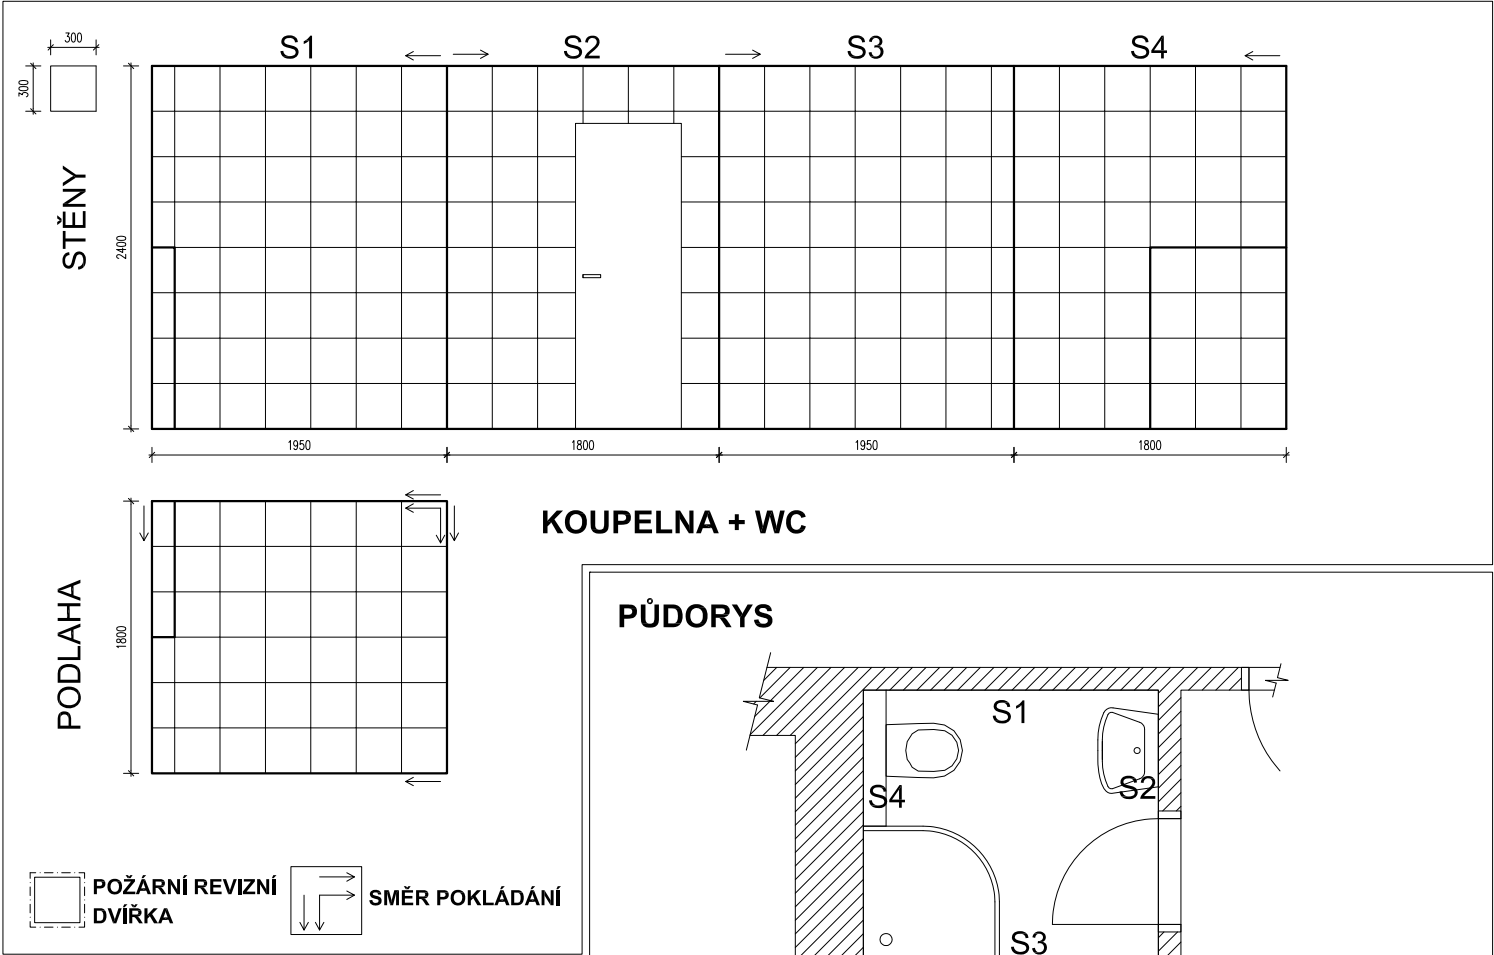 S1 S2 S3 S4
300
300
STĚNY
2400
1950 1800 1950 1800
KOUPELNA + WC
PODLAHA
1800
PŮDORYS
S1
S2
S4
S3
POŽÁRNÍ REVIZNÍ
DVÍŘKA
SMĚR POKLÁDÁNÍ